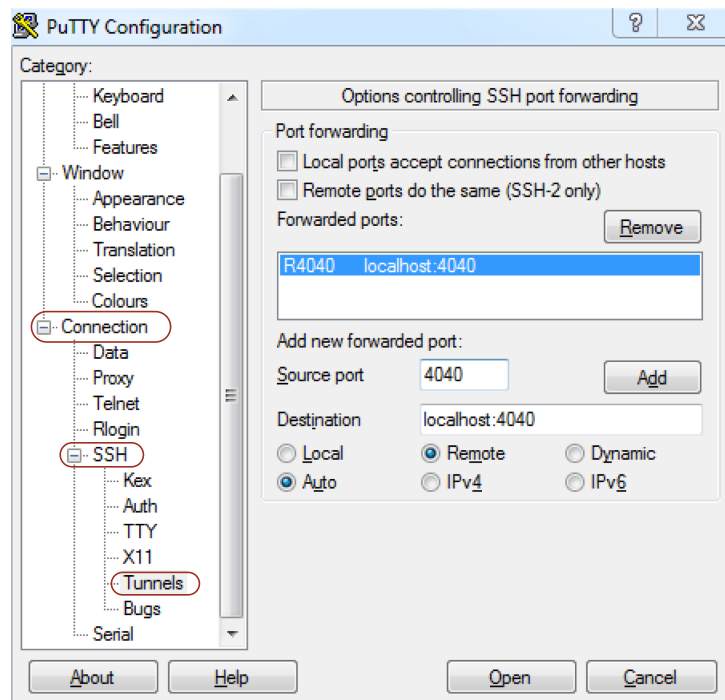 PuTTY Configuration
Category:
Keyboard
Bell
Features
Window
Appearance
Behaviour
Translation
Selection
Colours
Connection
Data
Proxy
Telnet
Rlogin
SSH
Kex
Auth
TTY
X11
Tunnels
Bugs
Serial
Options controlling SSH port forwarding
Port forwarding
Local ports accept connections from other hosts
Remote ports do the same (SSH-2 only)
Forwarded ports:
Remove
R4040 localhost:4040
Add new forwarded port:
Source port 4040 Add
Destination localhost:4040
Local Remote Dynamic
Auto IPv4 IPv6
About Help Open Cancel